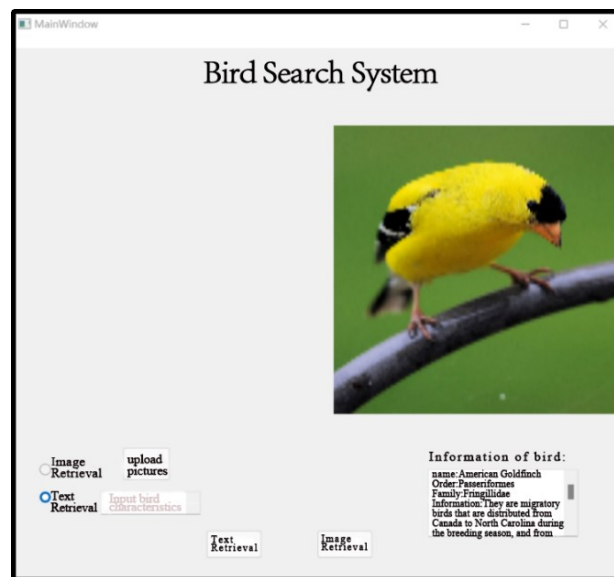 MainWindow
Bird Search System
Image
Retrieval
upload
pictures
Text
Retrieval
Input bird
characteristics
Text
Retrieval
Image
Retrieval
Information of bird:
name:American Goldfinch
Order:Passeriformes
Family:Fringillidae
Information:They are migratory
birds that are distributed from
Canada to North Carolina during
the breeding season, and from